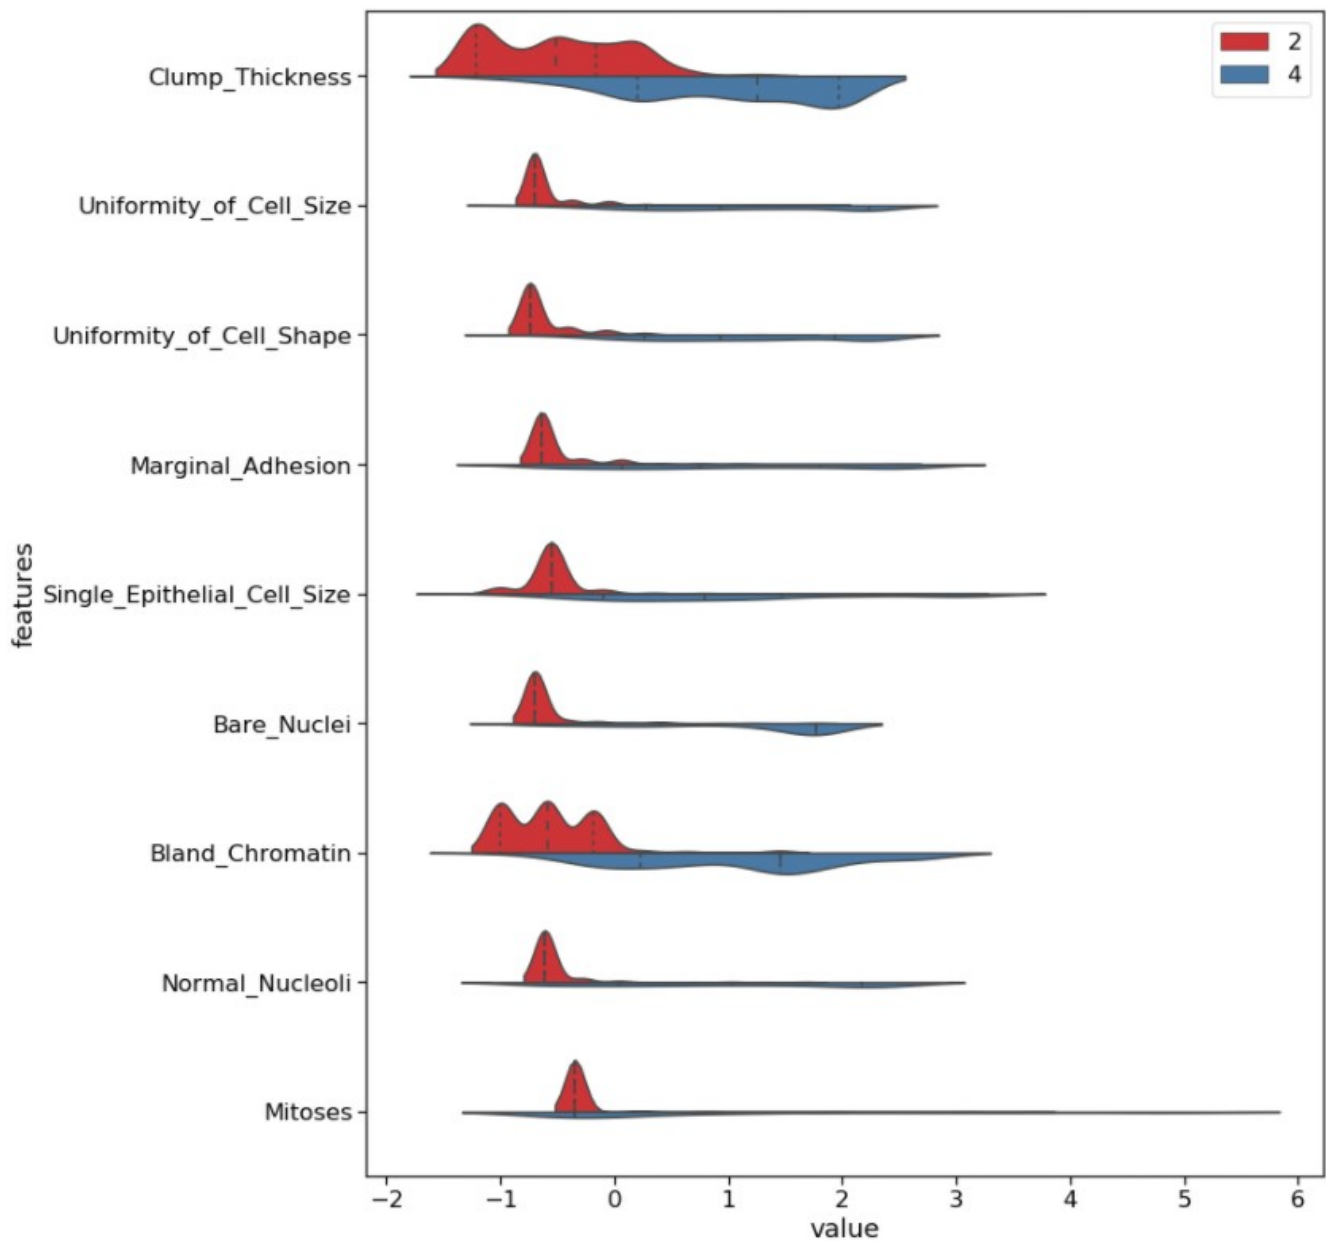 2
4
Clump_Thickness
Uniformity_of_Cell_Size
Uniformity_of_Cell_Shape
Marginal_Adhesion
Single_Epithelial_Cell_Size
Bare_Nuclei
Bland_Chromatin
Normal_Nucleoli
Mitoses
features
−2 −1 0 1 2 3 4 5 6
value